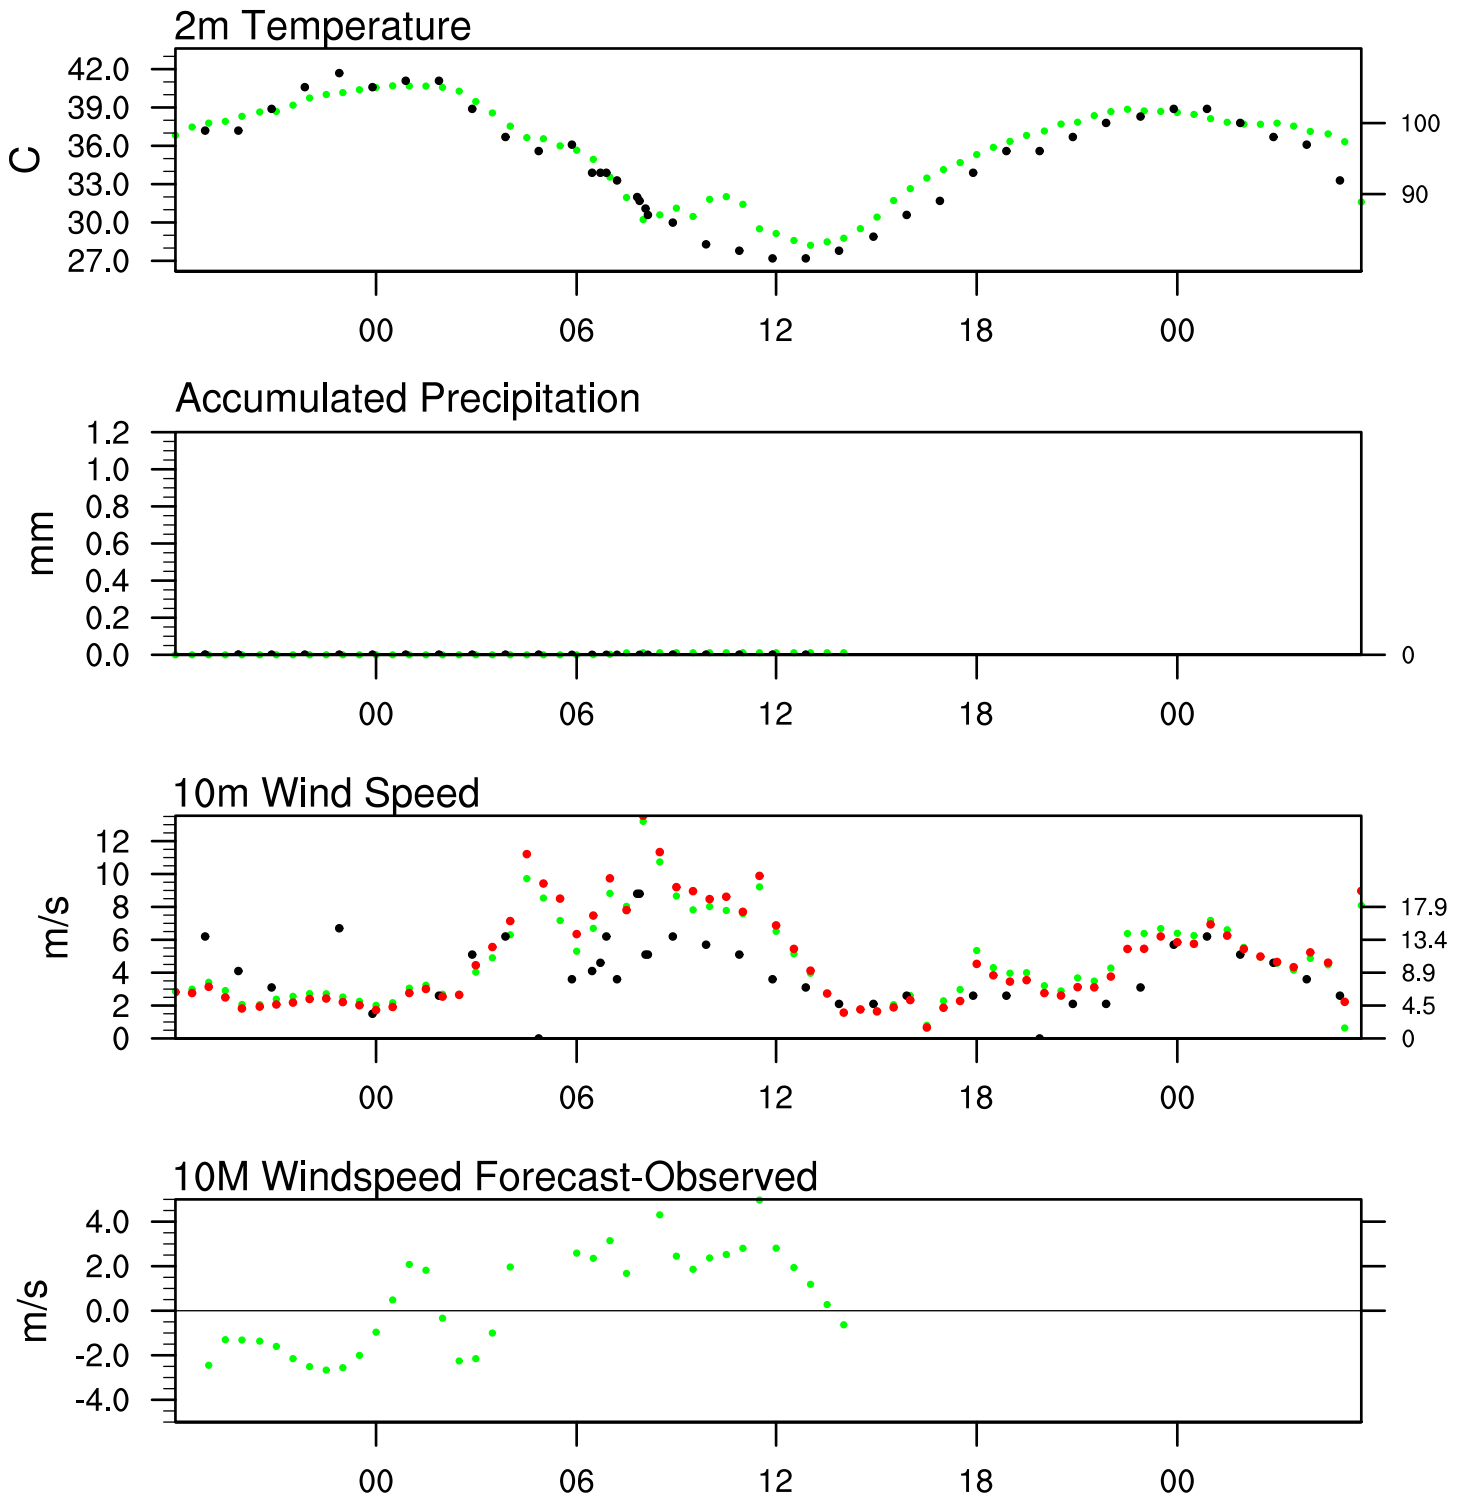 2m Temperature
42.0
39.0
36.0
33.0
30.0
27.0
C
100
90
00 06 12 18 00
Accumulated Precipitation
1.2
1.0
0.8
0.6
0.4
0.2
0.0
mm
0
00 06 12 18 00
10m Wind Speed
12
10
8
6
4
2
0
m/s
17.9
13.4
8.9
4.5
0
00 06 12 18 00
10M Windspeed Forecast-Observed
4.0
2.0
0.0
-2.0
-4.0
m/s
00 06 12 18 00